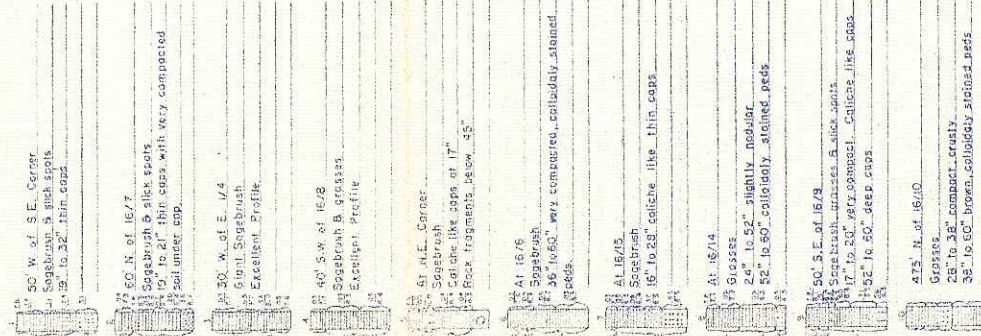 50' W. of S.E. Corner
Sagebrush & slick spots
19" to 32" thin caps
2
60' N of 16/7
Sagebrush & slick spots
19" to 21" thin caps with very compacted
soil under cap.
3
30' W. of E. 1/4
Giant Sagebrush
Excellent Profile
4
40' S.W. of 16/8
Sagebrush & grasses
Excellent Profile
At N.E. Corner
Sagebrush
Caliche like caps at 17"
Rock fragments below 45"
6
At 16/6
Sagebrush
36" to 60" very compacted, colloidaly stained
peds.
7
At 16/15
Sagebrush
16" to 28" caliche like thin caps
At 16/14
Grasses
24" to 52" slightly nodular
52" to 60" colloidaly stained peds
50' S.E. of 16/9
Sagebrush grasses & slick spots
17" to 20" very compact. Caliche like caps
52" to 60" deep caps
475' N of 16/10
Grasses
28" to 38" compact, crusty
38" to 60" brown, colloidaly stained peds